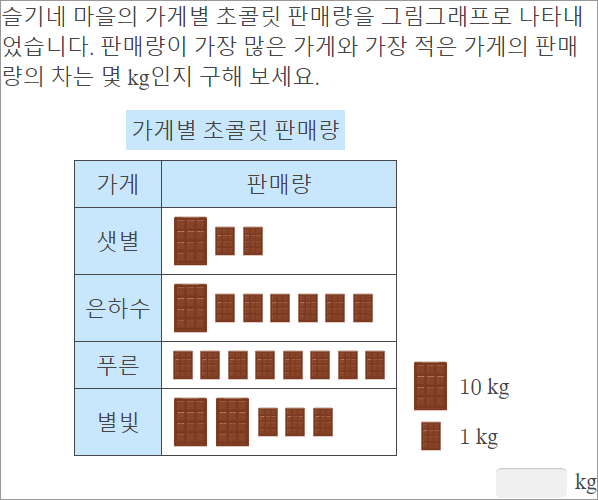 슬기네 마을의 가게별 초콜릿 판매량을 그림그래프로 나타내
었습니다. 판매량이 가장 많은 가게와 가장 적은 가게의 판매
량의 차는 몇 kg인지 구해 보세요.
가게별 초콜릿 판매량
가게 판매량
샛별
은하수
푸른
별빛
10 kg
1 kg
kg